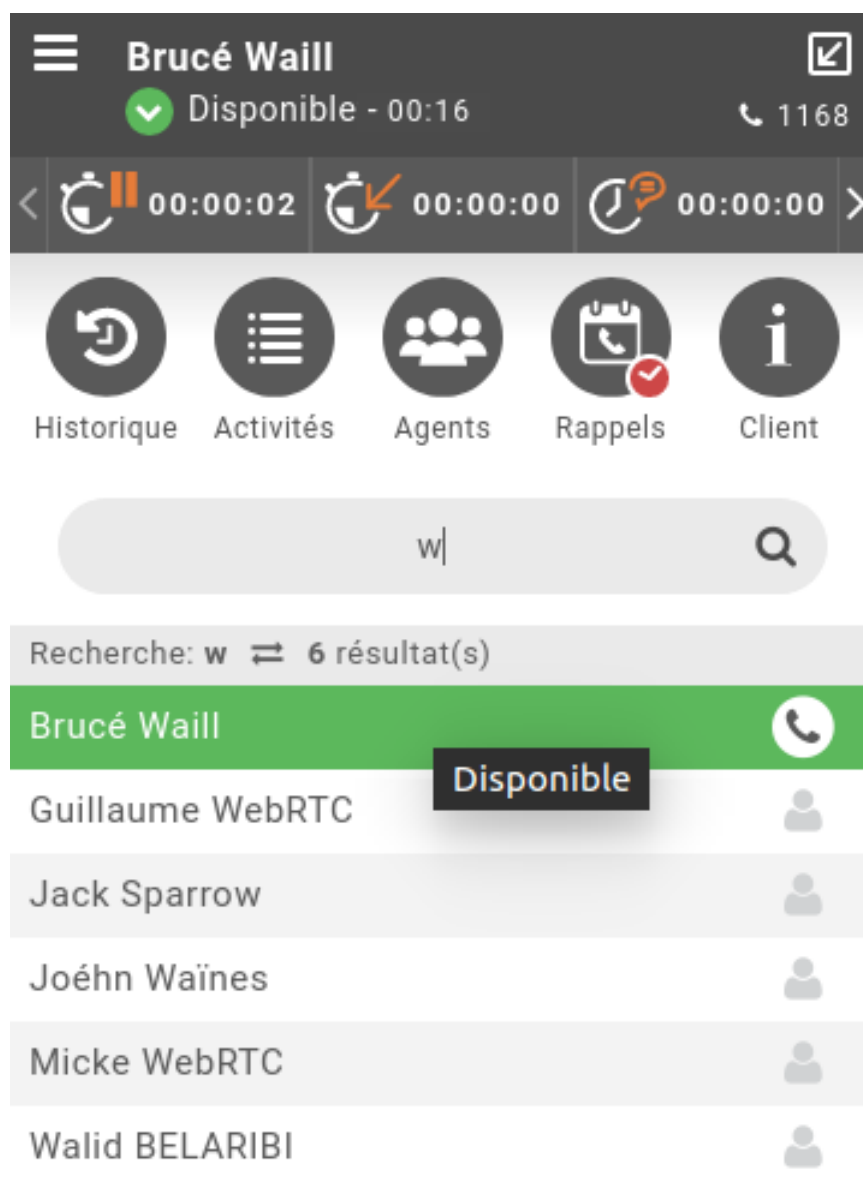 Brucé Waill
Disponible - 00:16
1168
00:00:02 00:00:00 00:00:00
Historique Activités Agents Rappels Client
w
Recherche: w 6 résultat(s)
Brucé Waill
Disponible
Guillaume WebRTC
Jack Sparrow
Joéhn Waïnes
Micke WebRTC
Walid BELARIBI